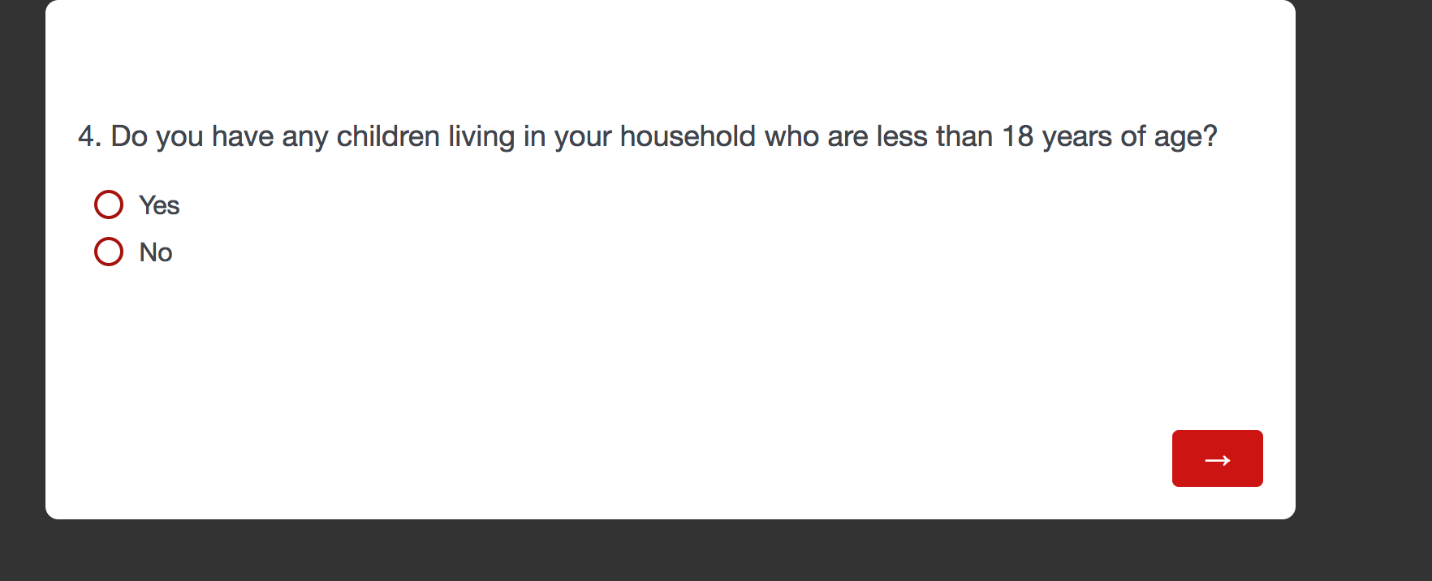 4. Do you have any children living in your household who are less than 18 years of age?
Yes
No
→